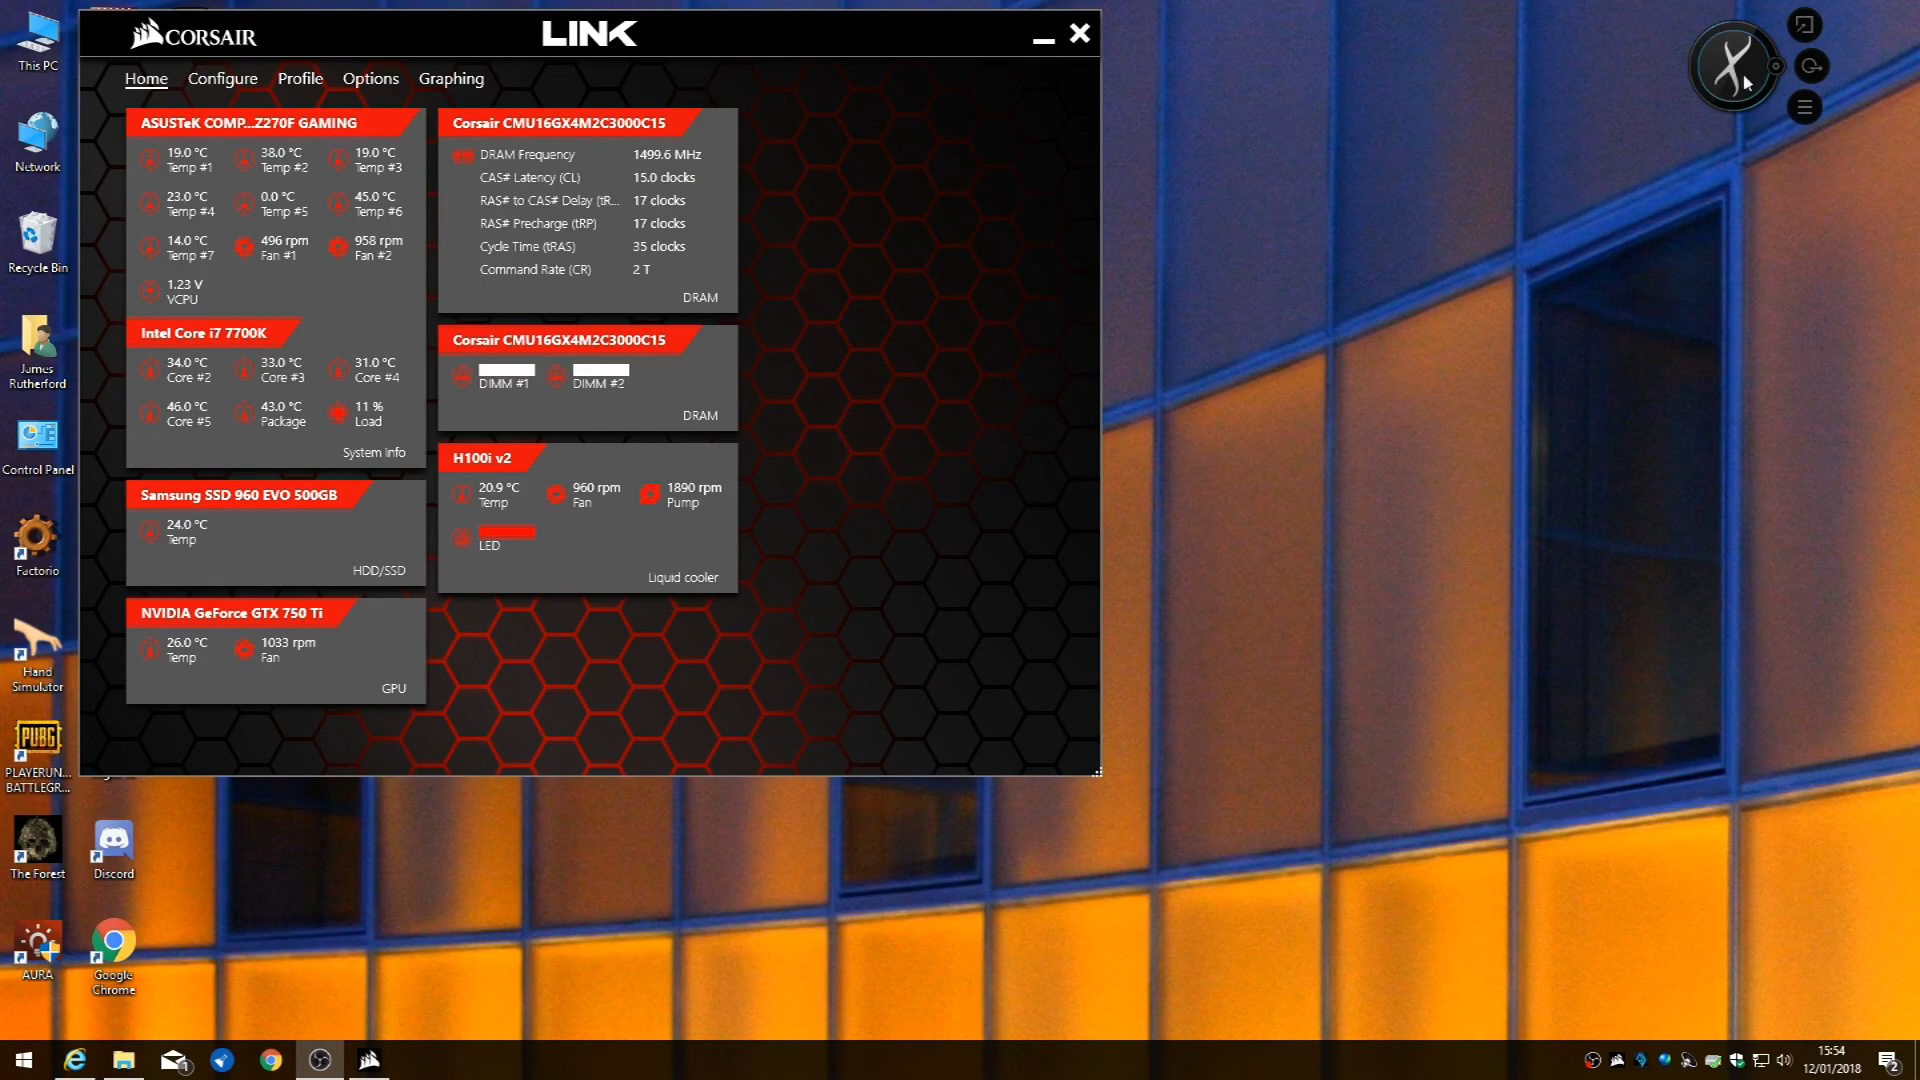 This PC
Network
Recycle Bin
James
Rutherford
Control Panel
Factorio
Hand
Simulator
PUBG
PLAYERUN...
BATTLEGR...
The Forest
Discord
AURA
Google
Chrome
CORSAIR
LINK
Home Configure Profile Options Graphing
ASUSTeK COMP...Z270F GAMING
19.0 °C 38.0 °C 19.0 °C
Temp #1 Temp #2 Temp #3
23.0 °C 0.0 °C 45.0 °C
Temp #4 Temp #5 Temp #6
14.0 °C 496 rpm 958 rpm
Temp #7 Fan #1 Fan #2
1.23 V
VCPU
Intel Core i7 7700K
34.0 °C 33.0 °C 31.0 °C
Core #2 Core #3 Core #4
46.0 °C 43.0 °C 11 %
Core #5 Package Load
System Info
Samsung SSD 960 EVO 500GB
24.0 °C
Temp
HDD/SSD
NVIDIA GeForce GTX 750 Ti
26.0 °C 1033 rpm
Temp Fan
GPU
Corsair CMU16GX4M2C3000C15
DRAM Frequency 1499.6 MHz
CAS# Latency (CL) 15.0 clocks
RAS# to CAS# Delay (tR... 17 clocks
RAS# Precharge (tRP) 17 clocks
Cycle Time (tRAS) 35 clocks
Command Rate (CR) 2 T
DRAM
Corsair CMU16GX4M2C3000C15
DIMM #1 DIMM #2
DRAM
H100i v2
20.9 °C 960 rpm 1890 rpm
Temp Fan Pump
LED
Liquid cooler
1
15:54
12/01/2018
2